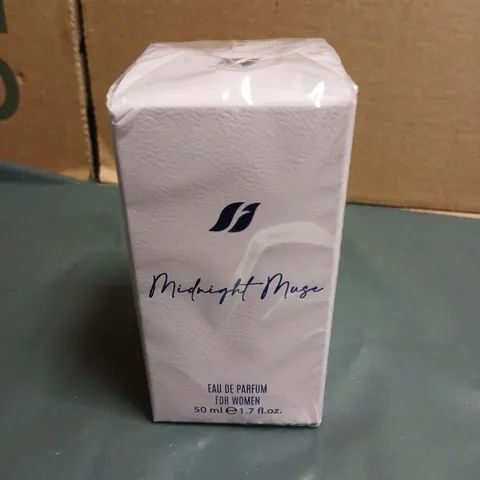 Midnight Muse
EAU DE PARFUM
FOR WOMEN
50 ml ℮ 1.7 fl.oz.